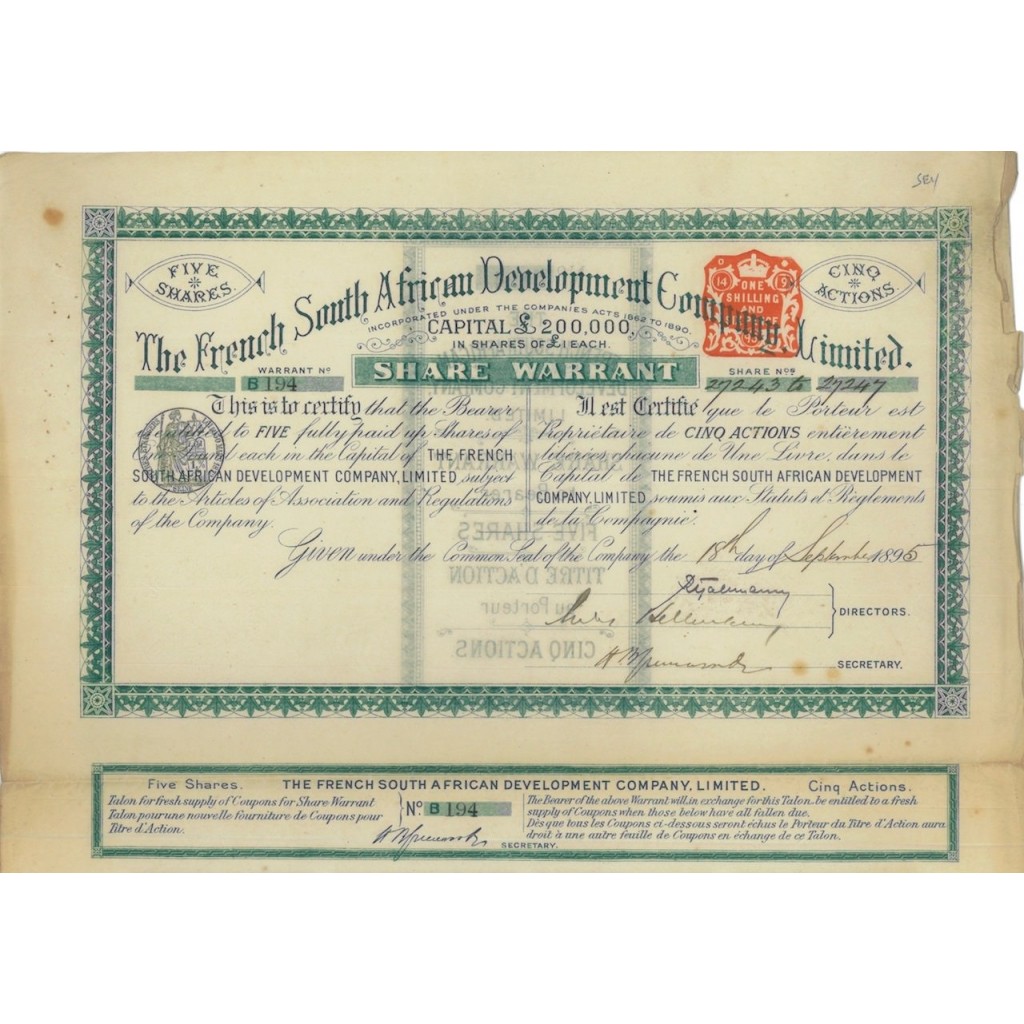 SEY
FIVE
SHARES.
CINQ
ACTIONS.
The French South African Development Company, Limited.
INCORPORATED UNDER THE COMPANIES ACTS 1862 TO 1890.
CAPITAL £ 200,000,
IN SHARES OF £1 EACH.
14 9
ONE
SHILLING
AND
WARRANT Nº
B 194
SHARE WARRANT
SHARE Nºs
27243 to 27247
This is to certify that the Bearer
is entitled to FIVE fully paid up Shares of
One Pound each in the Capital of THE FRENCH
SOUTH AFRICAN DEVELOPMENT COMPANY, LIMITED, subject
to the Articles of Association and Regulations
of the Company.
Il est Certifié que le Porteur est
Propriétaire de CINQ ACTIONS entièrement
libérées, chacune de Une Livre, dans le
Capital de THE FRENCH SOUTH AFRICAN DEVELOPMENT
COMPANY, LIMITED soumis aux Statuts et Règlements
de la Compagnie.
Given under the Common Seal of the Company the 18th day of September 1895
DIRECTORS.
SECRETARY.
TITRE D'ACTION
au Porteur
FIVE SHARES
CINQ ACTIONS.
Five Shares. THE FRENCH SOUTH AFRICAN DEVELOPMENT COMPANY, LIMITED. Cinq Actions.
Talon for fresh supply of Coupons for Share Warrant
Talon pour une nouvelle fourniture de Coupons pour
Titre d'Action.
Nº B 194
The Bearer of the above Warrant will, in exchange for this Talon, be entitled to a fresh
supply of Coupons when those below have all fallen due.
Dès que tous les Coupons ci-dessous seront échus le Porteur du Titre d'Action aura
droit à une autre feuille de Coupons en échange de ce Talon.
SECRETARY.